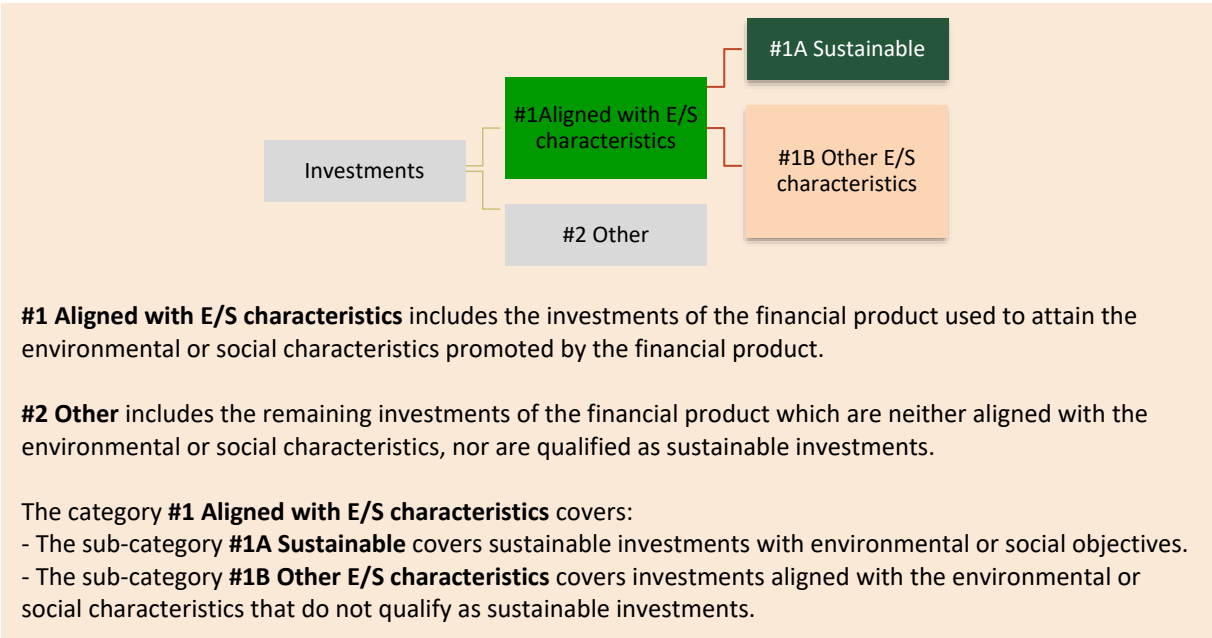 #1A Sustainable
#1Aligned with E/S
characteristics
Investments
#1B Other E/S
characteristics
#2 Other
#1 Aligned with E/S characteristics includes the investments of the financial product used to attain the
environmental or social characteristics promoted by the financial product.
#2 Other includes the remaining investments of the financial product which are neither aligned with the
environmental or social characteristics, nor are qualified as sustainable investments.
The category #1 Aligned with E/S characteristics covers:
- The sub-category #1A Sustainable covers sustainable investments with environmental or social objectives.
- The sub-category #1B Other E/S characteristics covers investments aligned with the environmental or
social characteristics that do not qualify as sustainable investments.